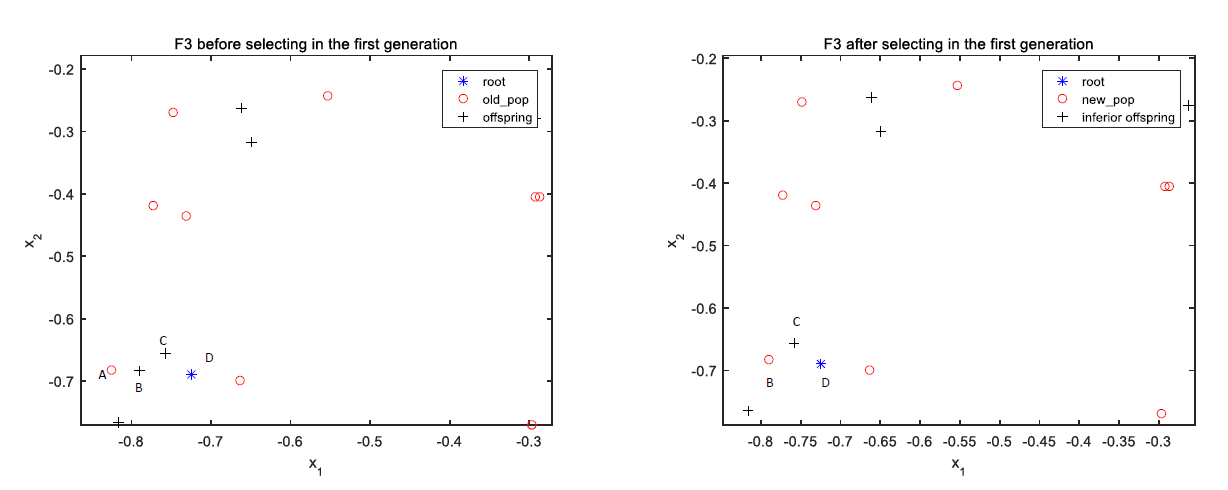 F3 before selecting in the first generation
root
old_pop
offspring
-0.2
-0.3
-0.4
-0.5
-0.6
-0.7
x2
A
B
C
D
-0.8 -0.7 -0.6 -0.5 -0.4 -0.3
x1
F3 after selecting in the first generation
root
new_pop
inferior offspring
-0.2
-0.3
-0.4
-0.5
-0.6
-0.7
x2
C
B
D
-0.8 -0.75 -0.7 -0.65 -0.6 -0.55 -0.5 -0.45 -0.4 -0.35 -0.3
x1